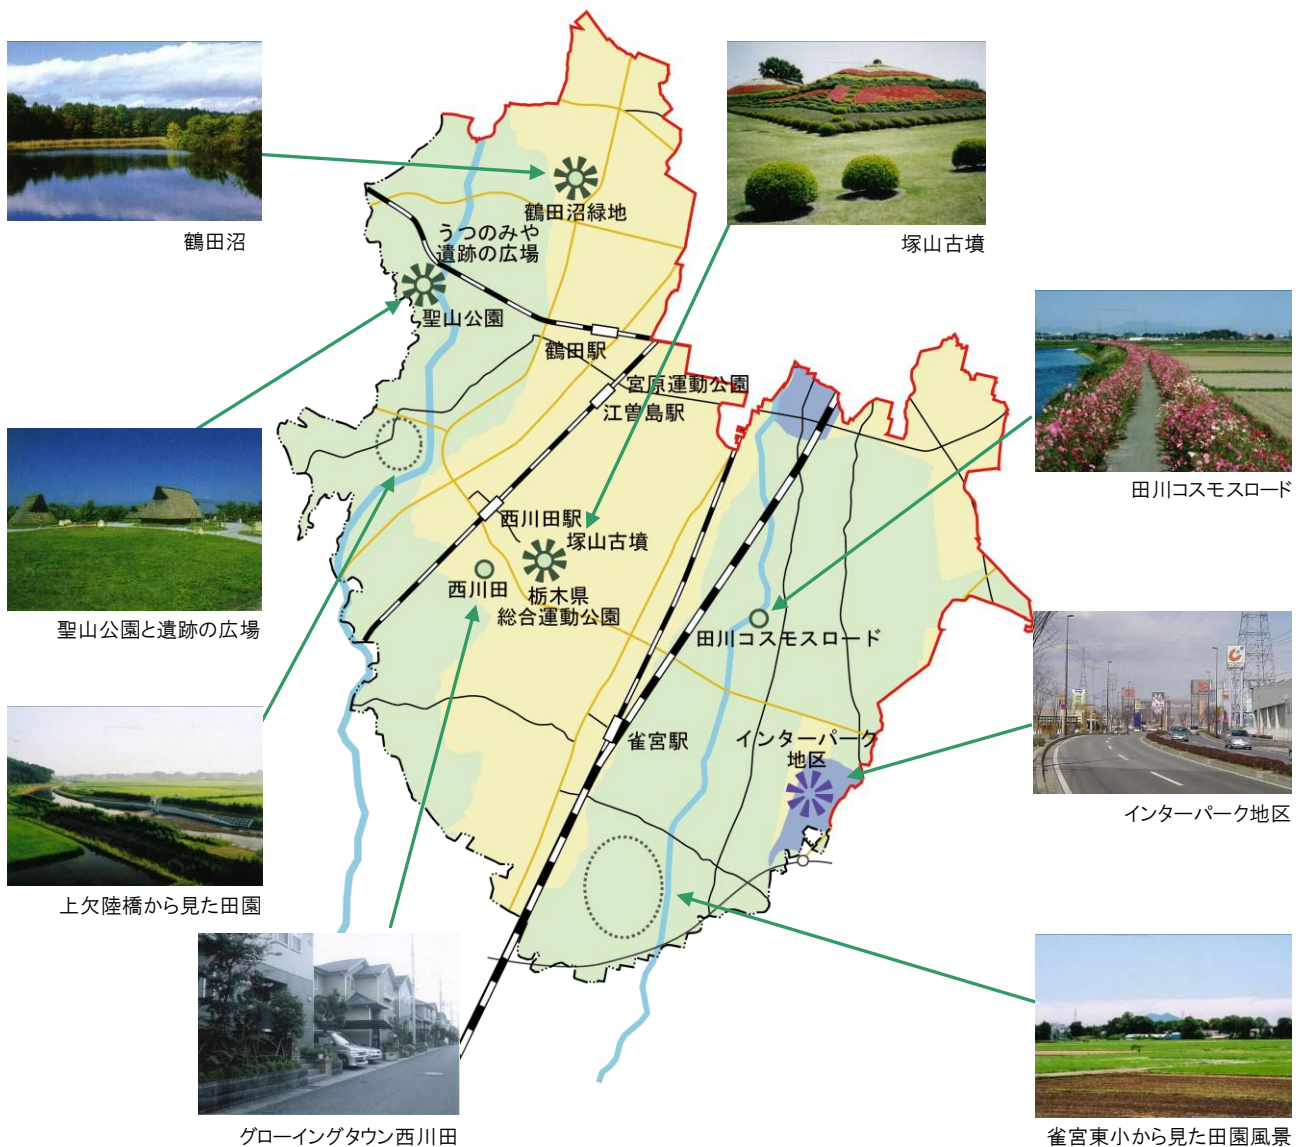 鶴田沼
塚山古墳
鶴田沼緑地
うつのみや
遺跡の広場
聖山公園
鶴田駅
宮原運動公園
江曽島駅
田川コスモスロード
西川田駅
塚山古墳
西川田
栃木県
総合運動公園
田川コスモスロード
聖山公園と遺跡の広場
雀宮駅
インターパーク
地区
インターパーク地区
上欠陸橋から見た田園
グローイングタウン西川田
雀宮東小から見た田園風景